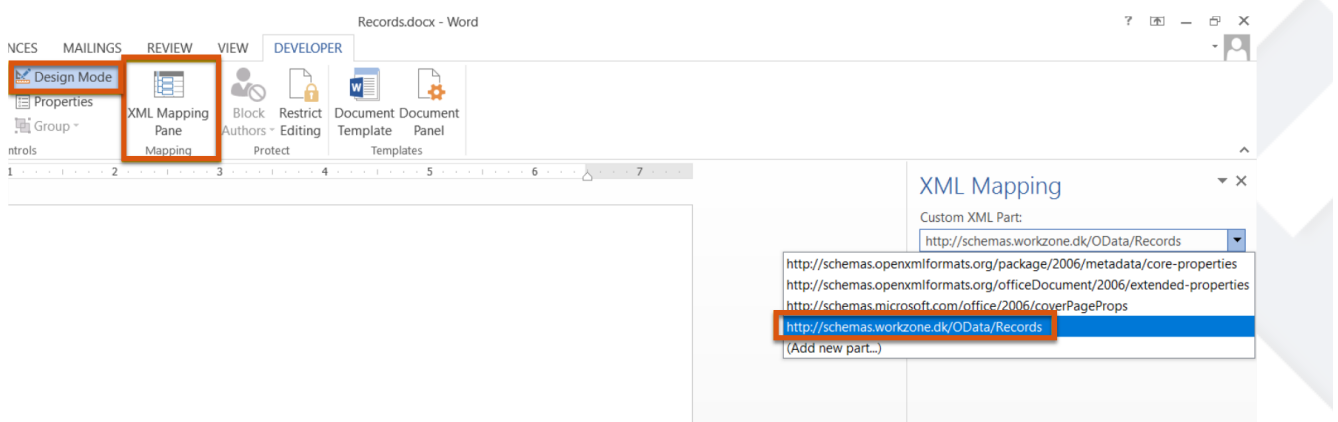 Records.docx - Word
?
NCES MAILINGS REVIEW VIEW DEVELOPER
Design Mode
Properties
Group
ntrols
XML Mapping
Pane
Mapping
Block
Authors
Restrict
Editing
Protect
Document
Template
Document
Panel
Templates
1 2 3 4 5 6 7
XML Mapping
Custom XML Part:
http://schemas.workzone.dk/OData/Records
http://schemas.openxmlformats.org/package/2006/metadata/core-properties
http://schemas.openxmlformats.org/officeDocument/2006/extended-properties
http://schemas.microsoft.com/office/2006/coverPageProps
http://schemas.workzone.dk/OData/Records
(Add new part...)